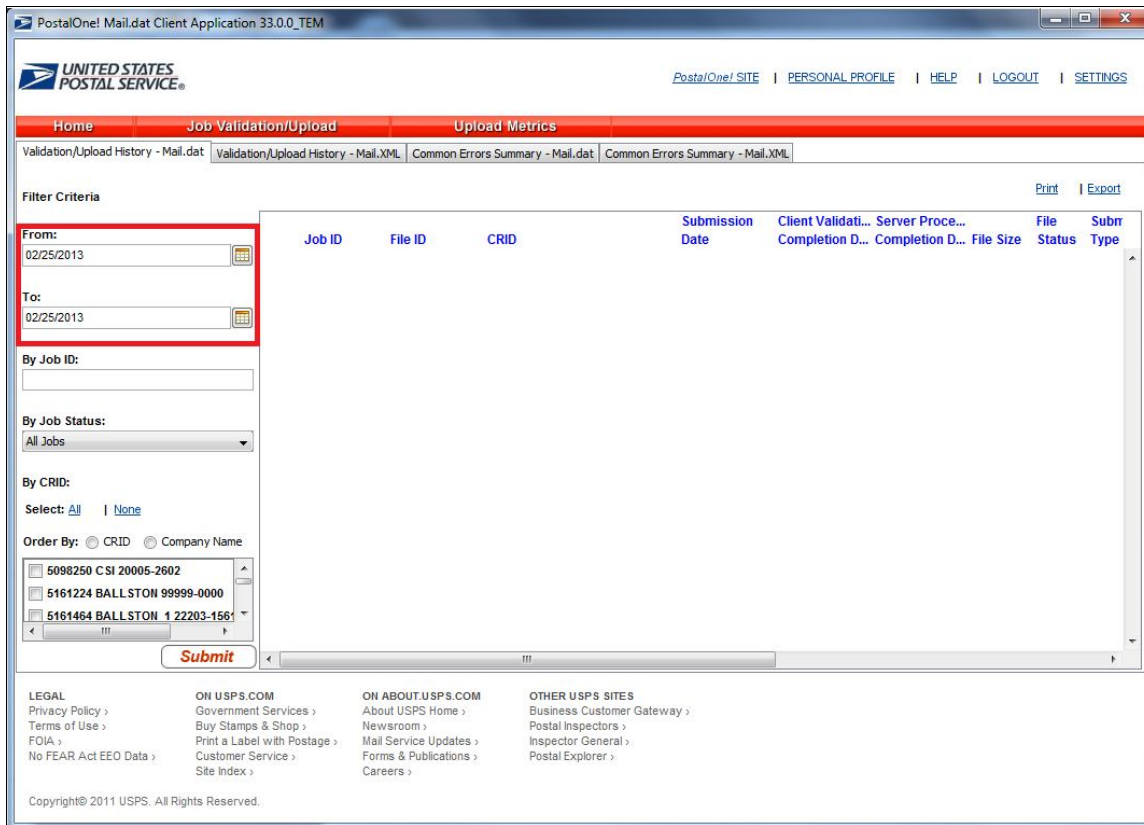 PostalOne! Mail.dat Client Application 33.0.0_TEM
UNITED STATES
POSTAL SERVICE®
PostalOne! SITE | PERSONAL PROFILE | HELP | LOGOUT | SETTINGS
Home Job Validation/Upload Upload Metrics
Validation/Upload History - Mail.dat Validation/Upload History - Mail.XML Common Errors Summary - Mail.dat Common Errors Summary - Mail.XML
Print | Export
Filter Criteria
Submission Client Validati... Server Proce... File Subm
Job ID File ID CRID Date Completion D... Completion D... File Size Status Type
From:
02/25/2013
To:
02/25/2013
By Job ID:
By Job Status:
All Jobs
By CRID:
Select: All | None
Order By: CRID Company Name
5098250 CSI 20005-2602
5161224 BALLSTON 99999-0000
5161464 BALLSTON 1 22203-1561
Submit
LEGAL
Privacy Policy ›
Terms of Use ›
FOIA ›
No FEAR Act EEO Data ›
ON USPS.COM
Government Services ›
Buy Stamps & Shop ›
Print a Label with Postage ›
Customer Service ›
Site Index ›
ON ABOUT.USPS.COM
About USPS Home ›
Newsroom ›
Mail Service Updates ›
Forms & Publications ›
Careers ›
OTHER USPS SITES
Business Customer Gateway ›
Postal Inspectors ›
Inspector General ›
Postal Explorer ›
Copyright© 2011 USPS. All Rights Reserved.